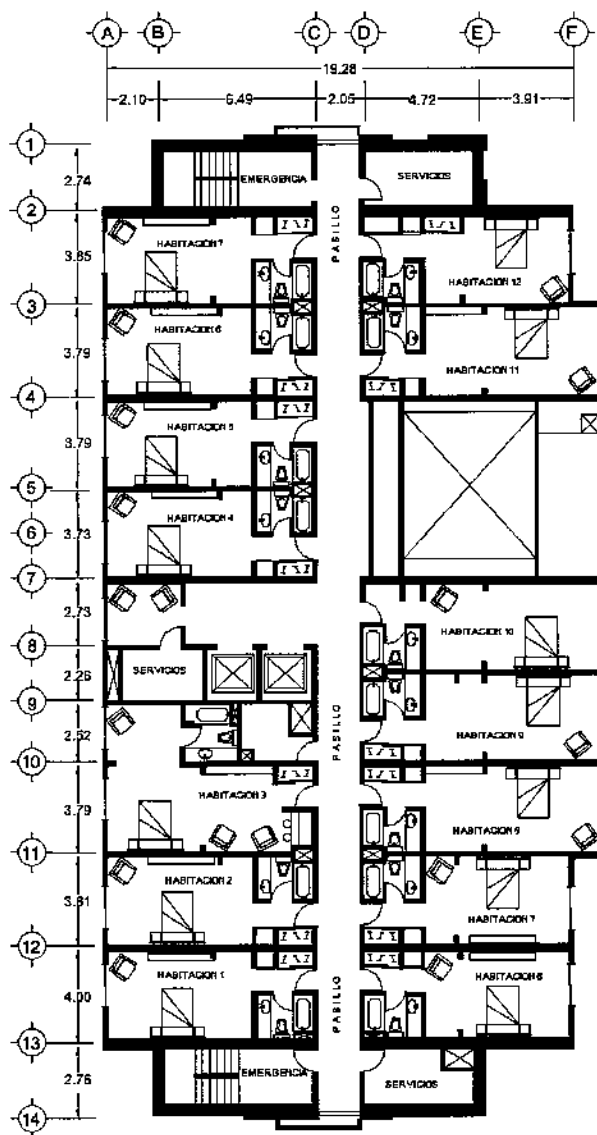 A B C D E F
19.28
2.10 6.49 2.05 4.72 3.91
1
2.74
EMERGENCIA
SERVICIOS
2
PASILLO
3.85
HABITACION 7
HABITACION 12
3
3.79
HABITACION 6
HABITACION 11
4
3.79
HABITACION 5
5
6
3.73
HABITACION 4
7
2.73
HABITACION 10
8
2.26
SERVICIOS
9
2.52
PASILLO
HABITACION 9
10
3.79
HABITACION 3
HABITACION 9
11
3.81
HABITACION 2
HABITACION 7
12
4.00
HABITACION 1
HABITACION 6
PASILLO
13
2.76
EMERGENCIA
SERVICIOS
14